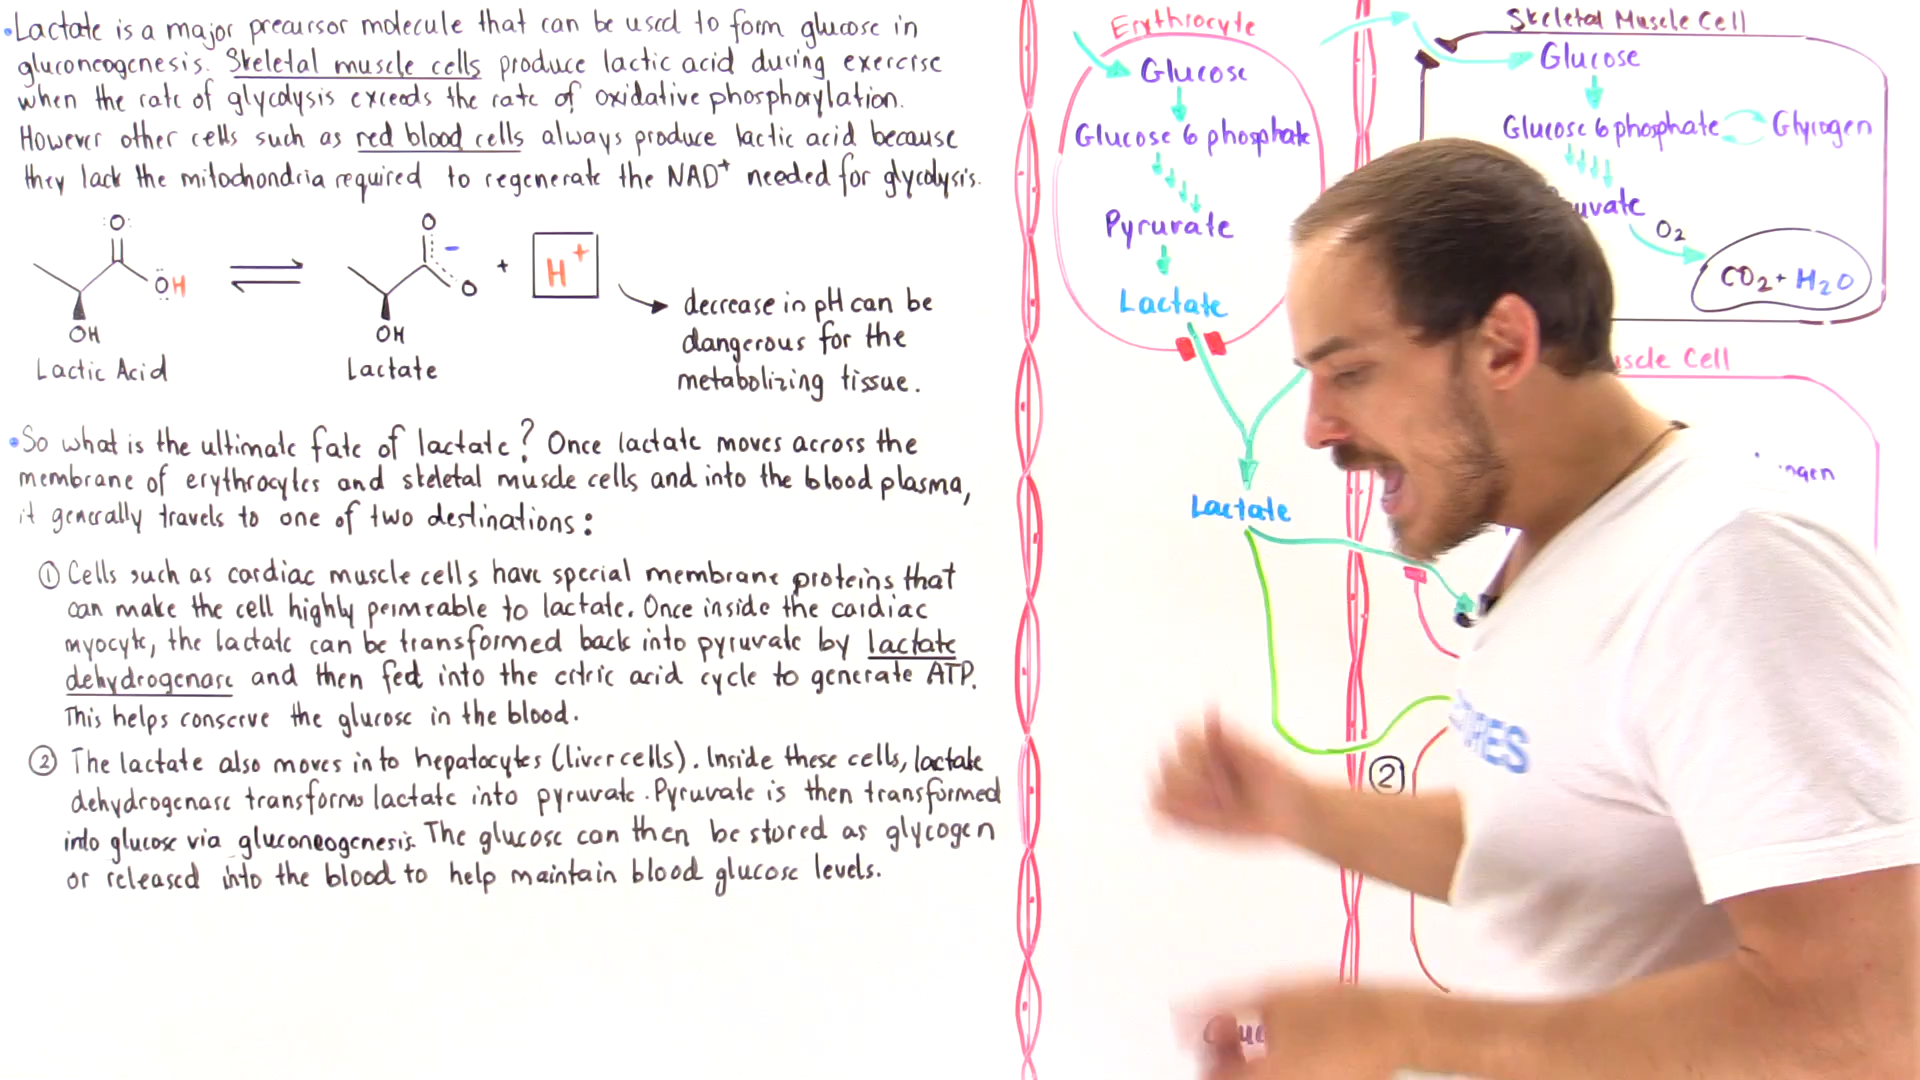 •Lactate is a major precursor molecule that can be used to form glucose in
gluconeogenesis. Skeletal muscle cells produce lactic acid during exercise
when the rate of glycolysis exceeds the rate of oxidative phosphorylation.
However other cells such as red blood cells always produce lactic acid because
they lack the mitochondria required to regenerate the NAD⁺ needed for glycolysis.
O
OH
OH
Lactic Acid
O
-
O
OH
Lactate
+
H⁺
decrease in pH can be
dangerous for the
metabolizing tissue.
•So what is the ultimate fate of lactate? Once lactate moves across the
membrane of erythrocytes and skeletal muscle cells and into the blood plasma,
it generally travels to one of two destinations:
① Cells such as cardiac muscle cells have special membrane proteins that
can make the cell highly permeable to lactate. Once inside the cardiac
myocyte, the lactate can be transformed back into pyruvate by lactate
dehydrogenase and then fed into the citric acid cycle to generate ATP.
This helps conserve the glucose in the blood.
② The lactate also moves into hepatocytes (liver cells). Inside these cells, lactate
dehydrogenase transforms lactate into pyruvate. Pyruvate is then transformed
into glucose via gluconeogenesis. The glucose can then be stored as glycogen
or released into the blood to help maintain blood glucose levels.
Erythrocyte
Glucose
Glucose 6 phosphate
Pyruvate
Lactate
Lactate
②
Skeletal Muscle Cell
Glucose
Glucose 6 phosphate
Glycogen
O₂
CO₂ + H₂O
Cell